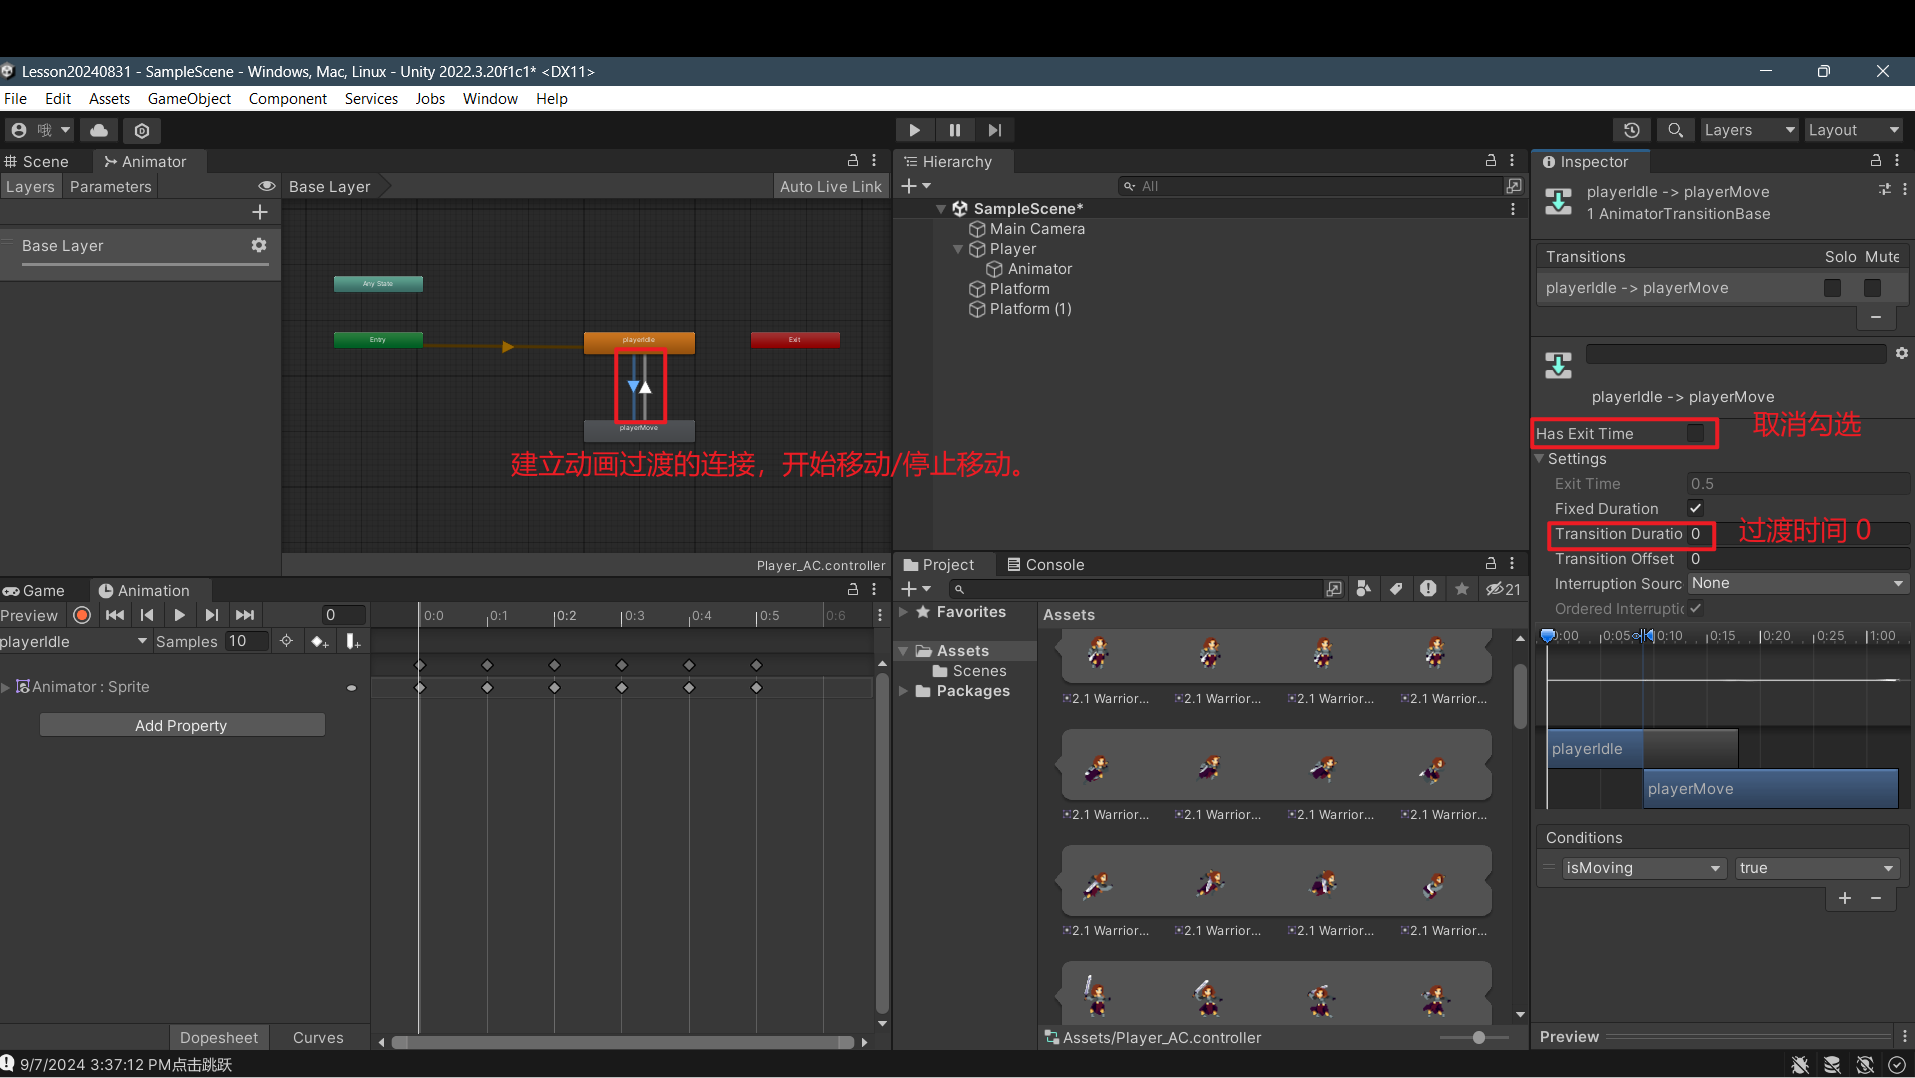 Lesson20240831 - SampleScene - Windows, Mac, Linux - Unity 2022.3.20f1c1* <DX11>
File Edit Assets GameObject Component Services Jobs Window Help
哦
Layers Layout
Scene Animator
Layers Parameters Base Layer Auto Live Link
Base Layer
Any State
Entry
playerIdle
Exit
playerMove
建立动画过渡的连接，开始移动/停止移动。
Player_AC.controller
Hierarchy
All
SampleScene*
Main Camera
Player
Animator
Platform
Platform (1)
Inspector
playerIdle -> playerMove
1 AnimatorTransitionBase
Transitions Solo Mute
playerIdle -> playerMove
playerIdle -> playerMove
Has Exit Time 取消勾选
Settings
Exit Time 0.5
Fixed Duration
Transition Duratio 0 过渡时间 0
Transition Offset 0
Interruption Sourc None
Ordered Interruptic
:00 0:05 0:10 0:15 0:20 0:25 1:00
playerIdle
playerMove
Conditions
isMoving true
Preview
Game Animation
Preview 0
0:0 0:1 0:2 0:3 0:4 0:5 0:6
playerIdle Samples 10
Animator : Sprite
Add Property
Dopesheet Curves
Project Console
21
Favorites
Assets
Scenes
Packages
Assets
2.1 Warrior... 2.1 Warrior... 2.1 Warrior... 2.1 Warrior...
2.1 Warrior... 2.1 Warrior... 2.1 Warrior... 2.1 Warrior...
2.1 Warrior... 2.1 Warrior... 2.1 Warrior... 2.1 Warrior...
Assets/Player_AC.controller
9/7/2024 3:37:12 PM点击跳跃